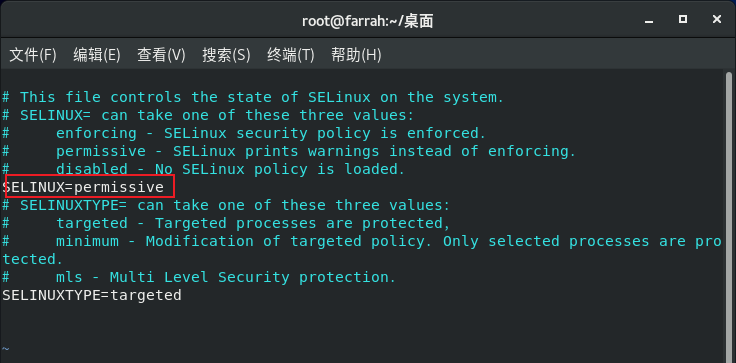 root@farrah:~/桌面
文件(F) 编辑(E) 查看(V) 搜索(S) 终端(T) 帮助(H)
# This file controls the state of SELinux on the system.
# SELINUX= can take one of these three values:
#     enforcing - SELinux security policy is enforced.
#     permissive - SELinux prints warnings instead of enforcing.
#     disabled - No SELinux policy is loaded.
SELINUX=permissive
# SELINUXTYPE= can take one of these three values:
#     targeted - Targeted processes are protected,
#     minimum - Modification of targeted policy. Only selected processes are pro
tected.
#     mls - Multi Level Security protection.
SELINUXTYPE=targeted
~